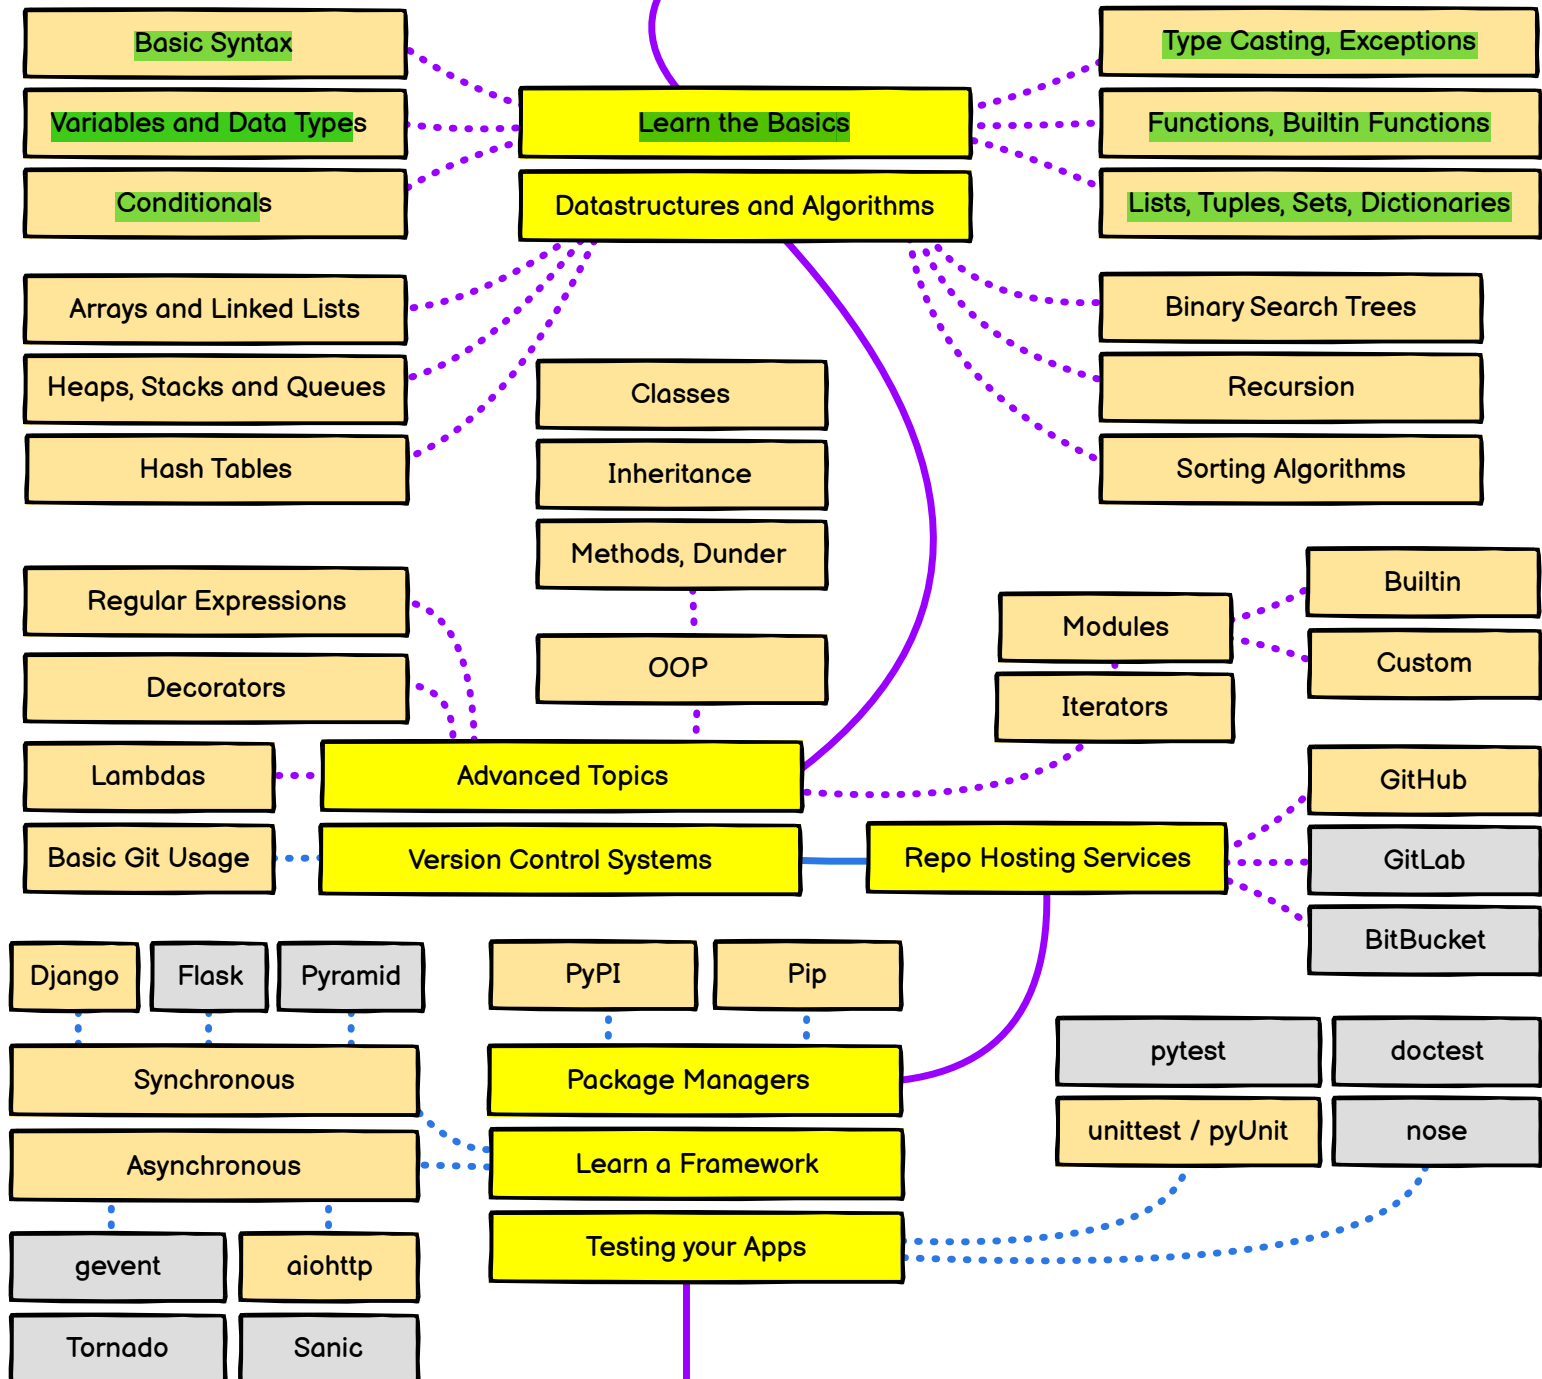 Basic Syntax
Type Casting, Exceptions
Variables and Data Types
Learn the Basics
Functions, Builtin Functions
Conditionals
Datastructures and Algorithms
Lists, Tuples, Sets, Dictionaries
Arrays and Linked Lists
Binary Search Trees
Heaps, Stacks and Queues
Classes
Recursion
Hash Tables
Inheritance
Sorting Algorithms
Methods, Dunder
Regular Expressions
Modules
Builtin
Decorators
OOP
Iterators
Custom
Lambdas
Advanced Topics
GitHub
Basic Git Usage
Version Control Systems
Repo Hosting Services
GitLab
BitBucket
Django
Flask
Pyramid
PyPI
Pip
Synchronous
Package Managers
pytest
doctest
Asynchronous
Learn a Framework
unittest / pyUnit
nose
gevent
aiohttp
Testing your Apps
Tornado
Sanic